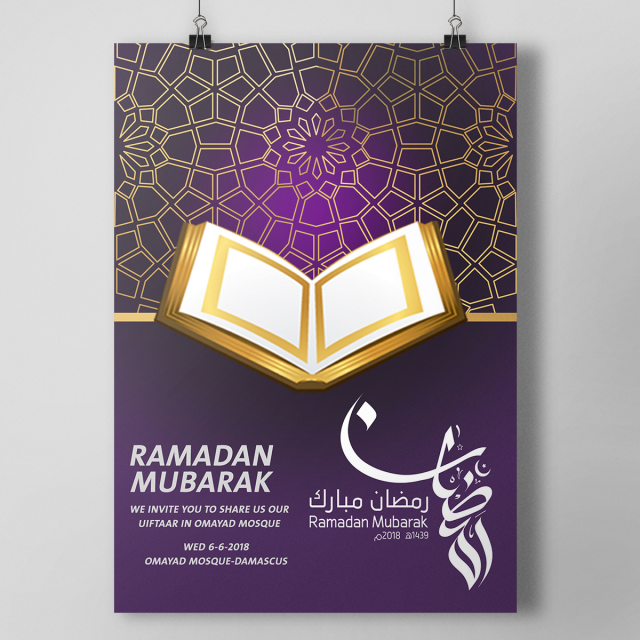 RAMADAN
MUBARAK
WE INVITE YOU TO SHARE US OUR
UIFTAAR IN OMAYAD MOSQUE
WED 6-6-2018
OMAYAD MOSQUE-DAMASCUS
رمضان
رمضان مبارك
Ramadan Mubarak
2018م 1439هـ